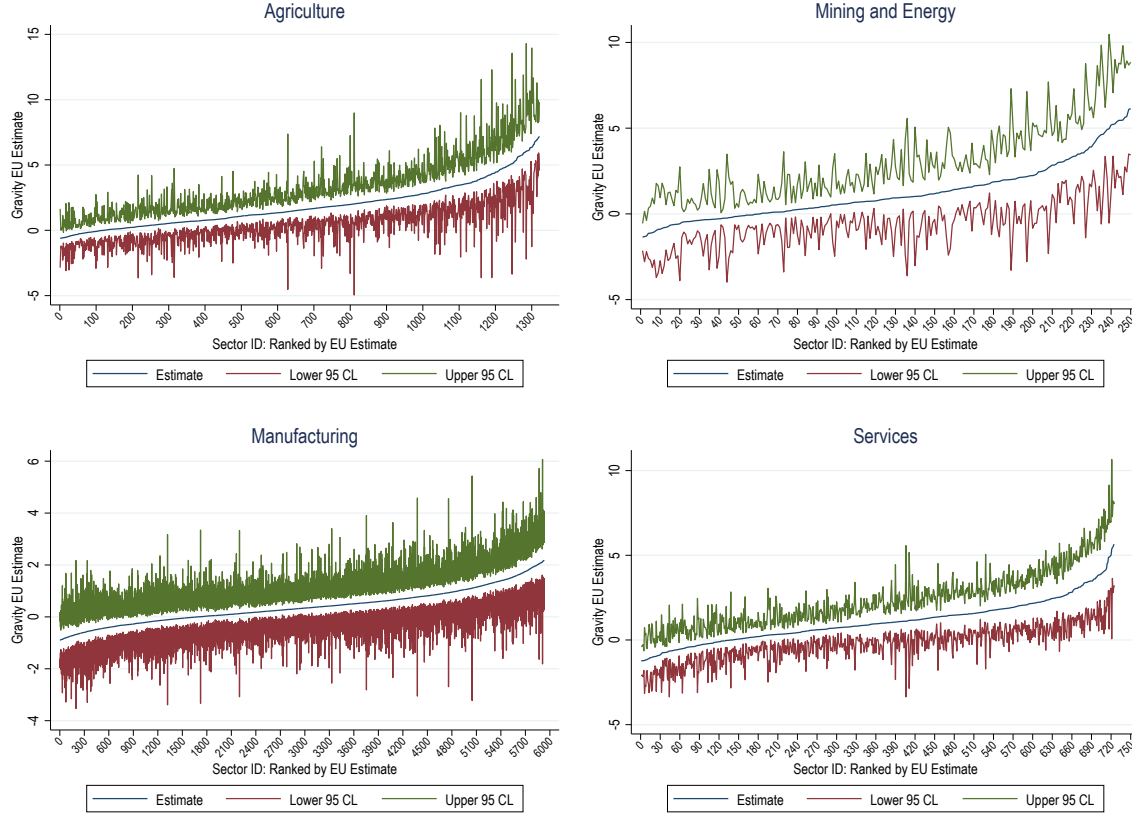 Agriculture
Gravity EU Estimate
15
10
5
0
-5
0 100 200 300 400 500 600 700 800 900 1000 1100 1200 1300
Sector ID: Ranked by EU Estimate
Estimate Lower 95 CL Upper 95 CL
Mining and Energy
Gravity EU Estimate
10
5
0
-5
0 10 20 30 40 50 60 70 80 90 100 110 120 130 140 150 160 170 180 190 200 210 220 230 240 250
Sector ID: Ranked by EU Estimate
Estimate Lower 95 CL Upper 95 CL
Manufacturing
Gravity EU Estimate
6
4
2
0
-2
-4
0 300 600 900 1200 1500 1800 2100 2400 2700 3000 3300 3600 3900 4200 4500 4800 5100 5400 5700 6000
Sector ID: Ranked by EU Estimate
Estimate Lower 95 CL Upper 95 CL
Services
Gravity EU Estimate
10
5
0
-5
0 30 60 90 120 150 180 210 240 270 300 330 360 390 420 450 480 510 540 570 600 630 660 690 720 750
Sector ID: Ranked by EU Estimate
Estimate Lower 95 CL Upper 95 CL